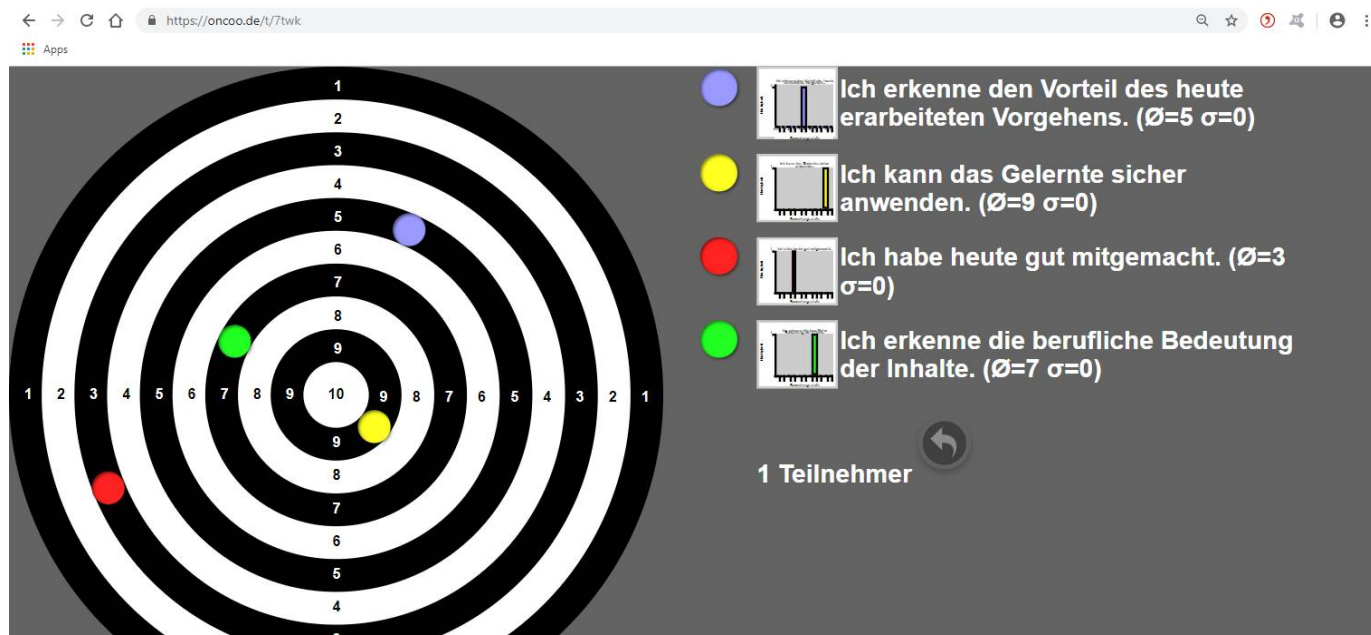 https://oncoo.de/t/7twk
Apps
1
2
3
4
5
6
7
8
9
1 2 3 4 5 6 7 8 9 10 9 8 7 6 5 4 3 2 1
9
8
7
6
5
4
Ich erkenne den Vorteil des heute
erarbeiteten Vorgehens. (Ø=5 σ=0)
Ich kann das Gelernte sicher
anwenden. (Ø=9 σ=0)
Ich habe heute gut mitgemacht. (Ø=3
σ=0)
Ich erkenne die berufliche Bedeutung
der Inhalte. (Ø=7 σ=0)
1 Teilnehmer